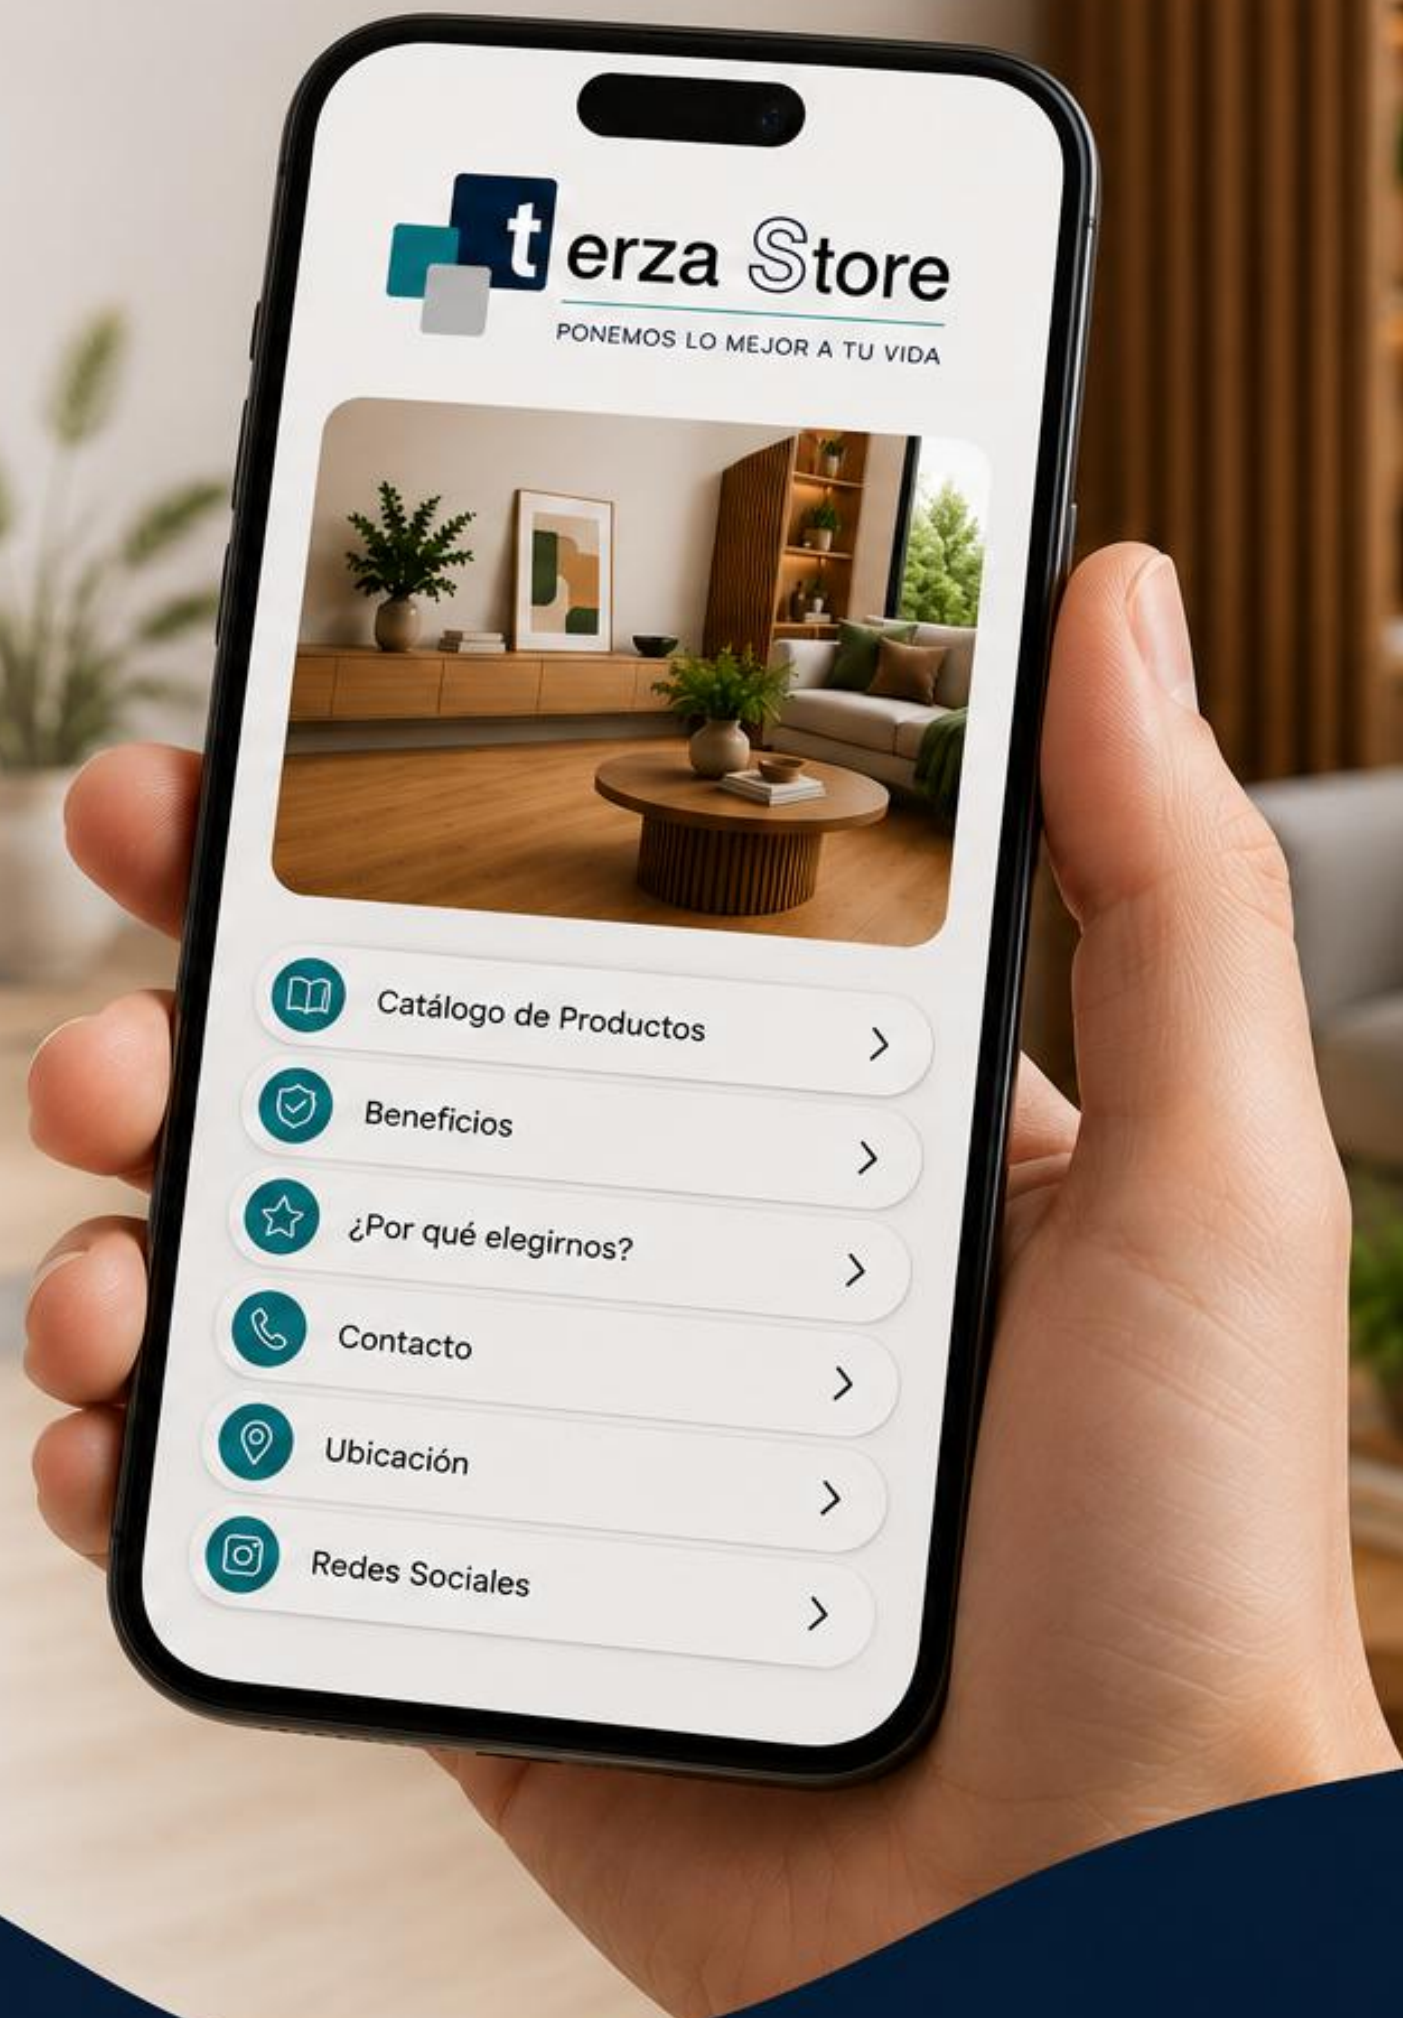 terza Store
PONEMOS LO MEJOR A TU VIDA
Catálogo de Productos
Beneficios
¿Por qué elegirnos?
Contacto
Ubicación
Redes Sociales